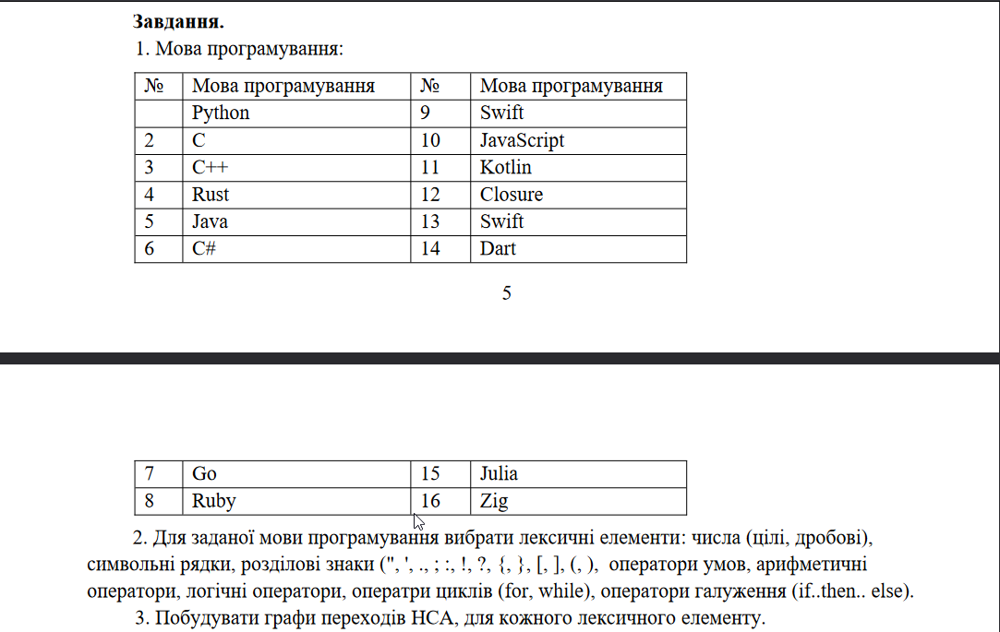 Завдання.
1. Мова програмування:
№ Мова програмування № Мова програмування
Python 9 Swift
2 C 10 JavaScript
3 C++ 11 Kotlin
4 Rust 12 Closure
5 Java 13 Swift
6 C# 14 Dart
5
7 Go 15 Julia
8 Ruby 16 Zig
2. Для заданої мови програмування вибрати лексичні елементи: числа (цілі, дробові),
символьні рядки, розділові знаки (", ', ., ; :, !, ?, {, }, [, ], (, ), оператори умов, арифметичні
оператори, логічні оператори, оператри циклів (for, while), оператори галуження (if..then.. else).
3. Побудувати графи переходів НСА, для кожного лексичного елементу.